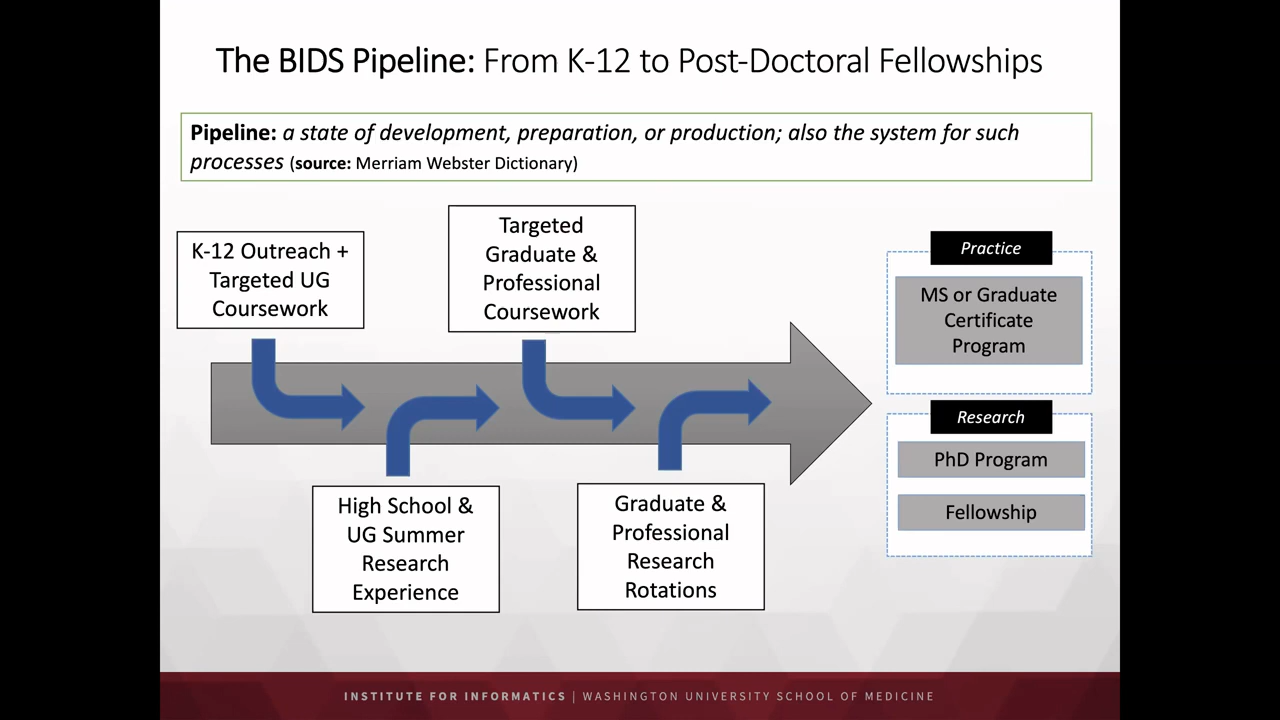 The BIDS Pipeline: From K-12 to Post-Doctoral Fellowships
Pipeline: a state of development, preparation, or production; also the system for such
processes (source: Merriam Webster Dictionary)
K-12 Outreach +
Targeted UG
Coursework
Targeted
Graduate &
Professional
Coursework
High School &
UG Summer
Research
Experience
Graduate &
Professional
Research
Rotations
Practice
MS or Graduate
Certificate
Program
Research
PhD Program
Fellowship
INSTITUTE FOR INFORMATICS | WASHINGTON UNIVERSITY SCHOOL OF MEDICINE